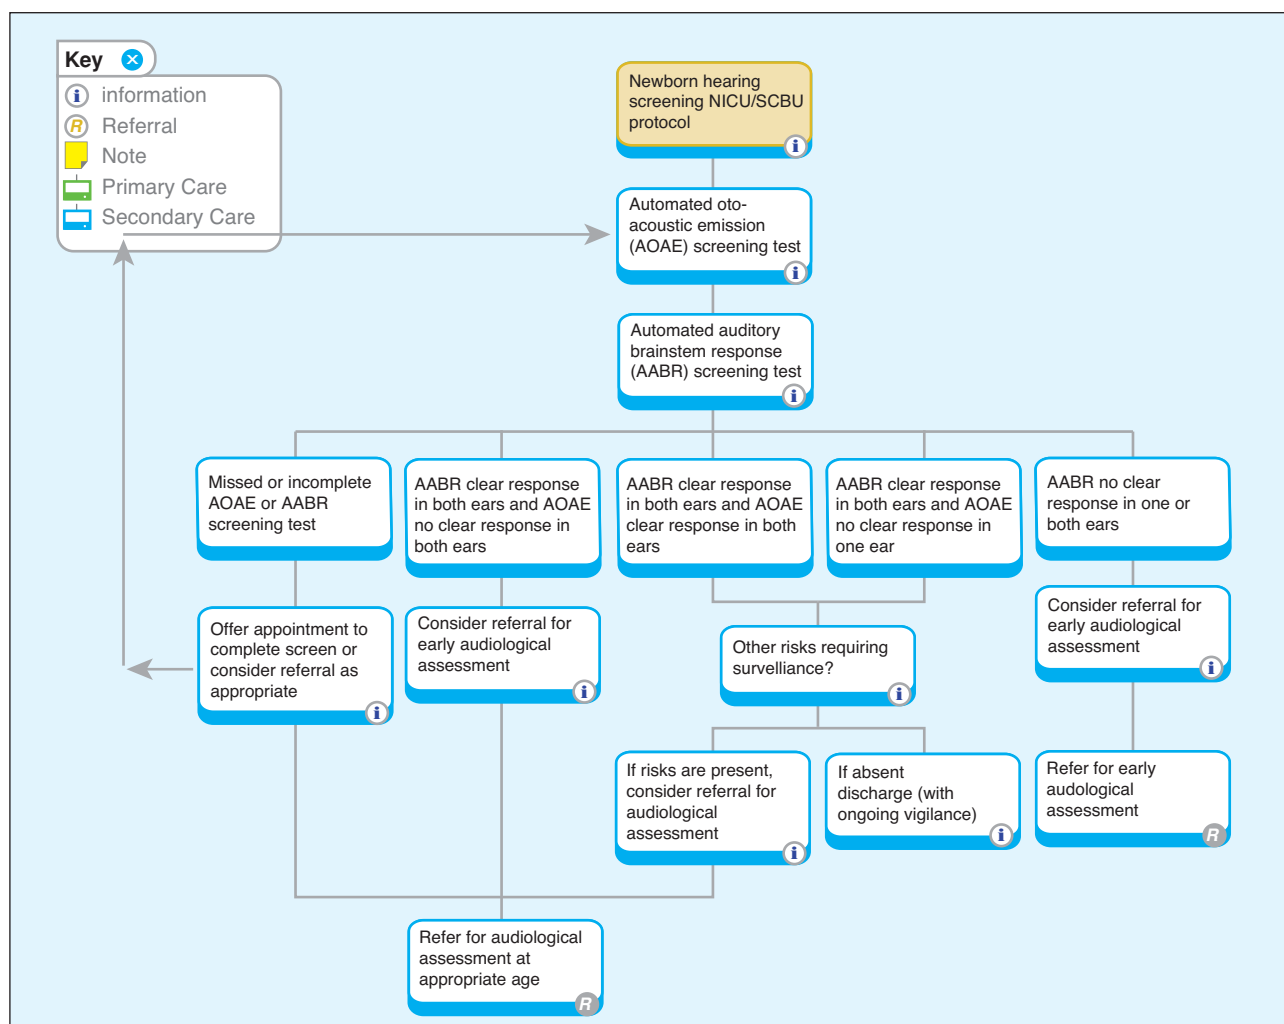 Key
information
Referral
Note
Primary Care
Secondary Care
Newborn hearing
screening NICU/SCBU
protocol
i
Automated oto-
acoustic emission
(AOAE) screening test
i
Automated auditory
brainstem response
(AABR) screening test
i
Missed or incomplete
AOAE or AABR
screening test
AABR clear response
in both ears and AOAE
no clear response in
both ears
AABR clear response
in both ears and AOAE
clear response in both
ears
AABR clear response
in both ears and AOAE
no clear response in
one ear
AABR no clear
response in one or
both ears
Offer appointment to
complete screen or
consider referral as
appropriate
i
Consider referral for
early audiological
assessment
i
Other risks requiring
survelliance?
i
Consider referral for
early audiological
assessment
i
If risks are present,
consider referral for
audiological
assessment
i
If absent
discharge (with
ongoing vigilance)
i
Refer for early
audological
assessment
R
Refer for audiological
assessment at
appropriate age
R